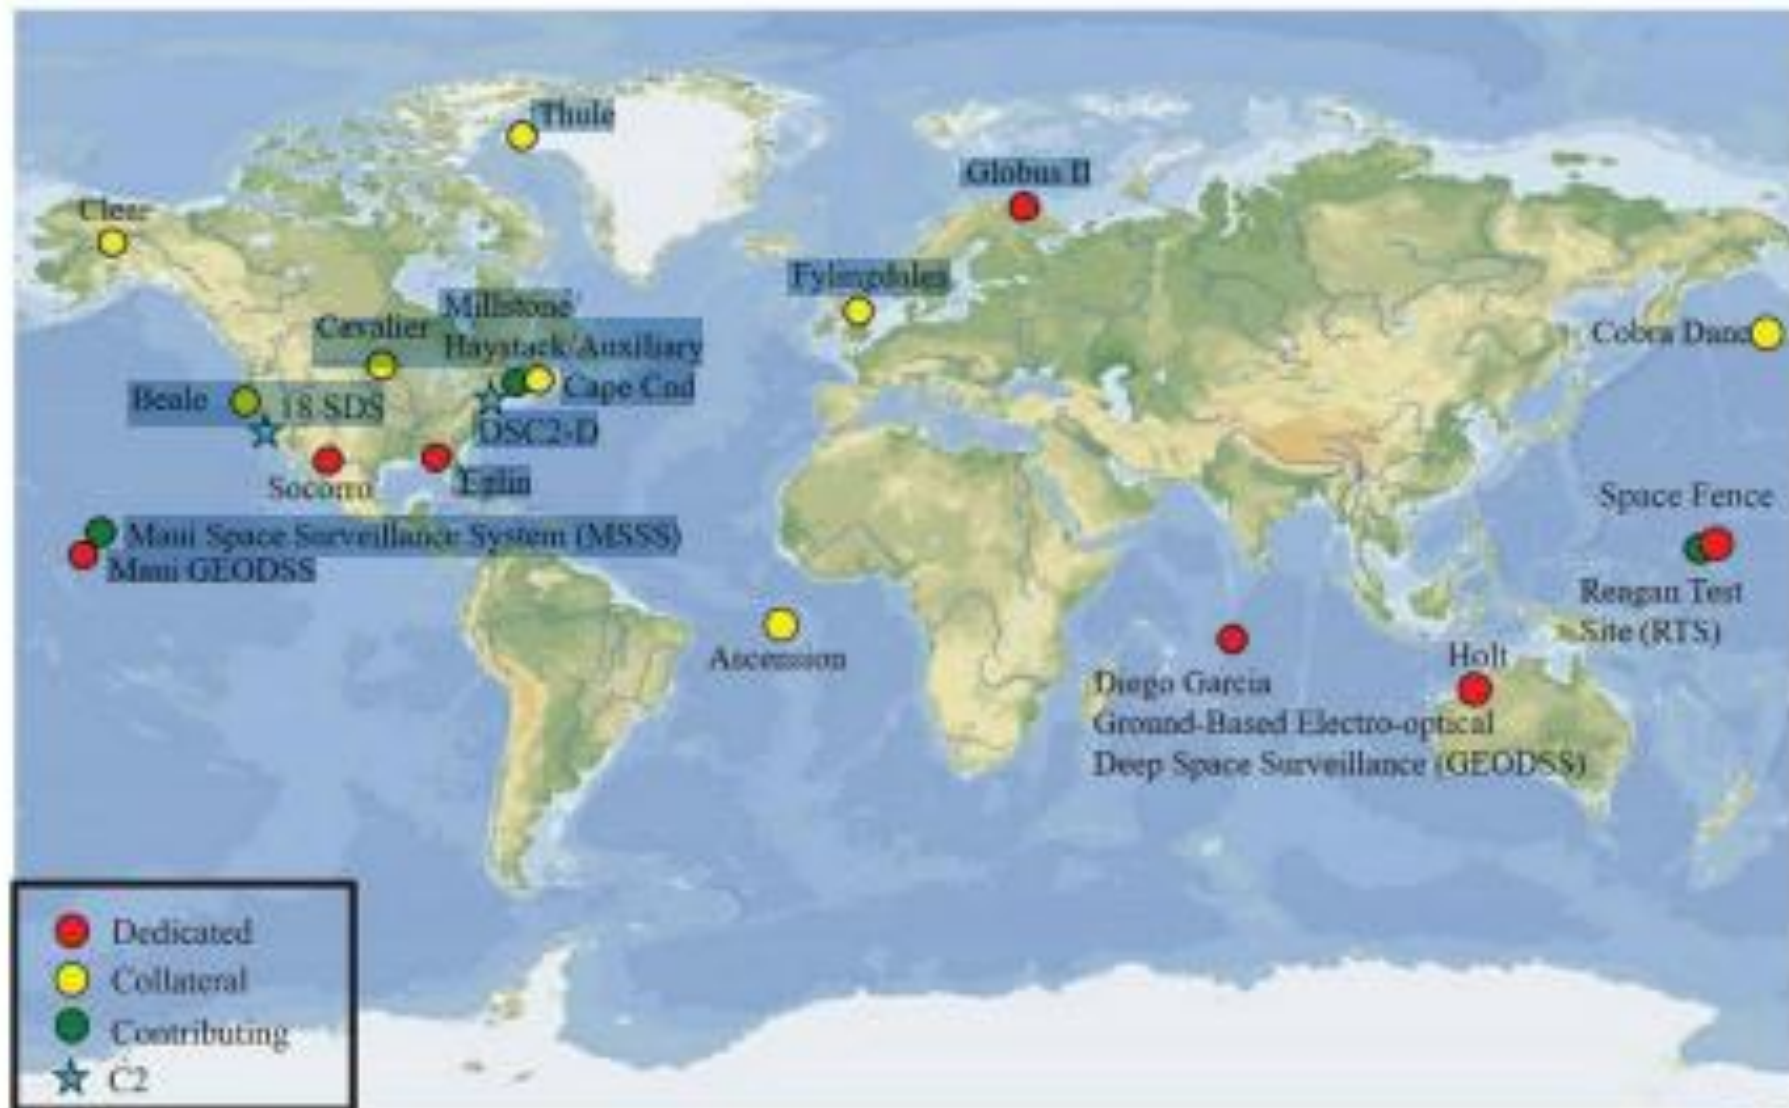 Thule
Globus II
Clear
Fylingdoles
Millstone
Cavalier
Haystack/Auxiliary
Cobra Dane
Cape Cod
Beale
18 SDS
OSC2-D
Socorro
Eglin
Space Fence
Maui Space Surveillance System (MSSS)
Maui GEODSS
Reagan Test
Site (RTS)
Ascension
Holt
Diego Garcia
Ground-Based Electro-optical
Deep Space Surveillance (GEODSS)
Dedicated
Collateral
Contributing
C2